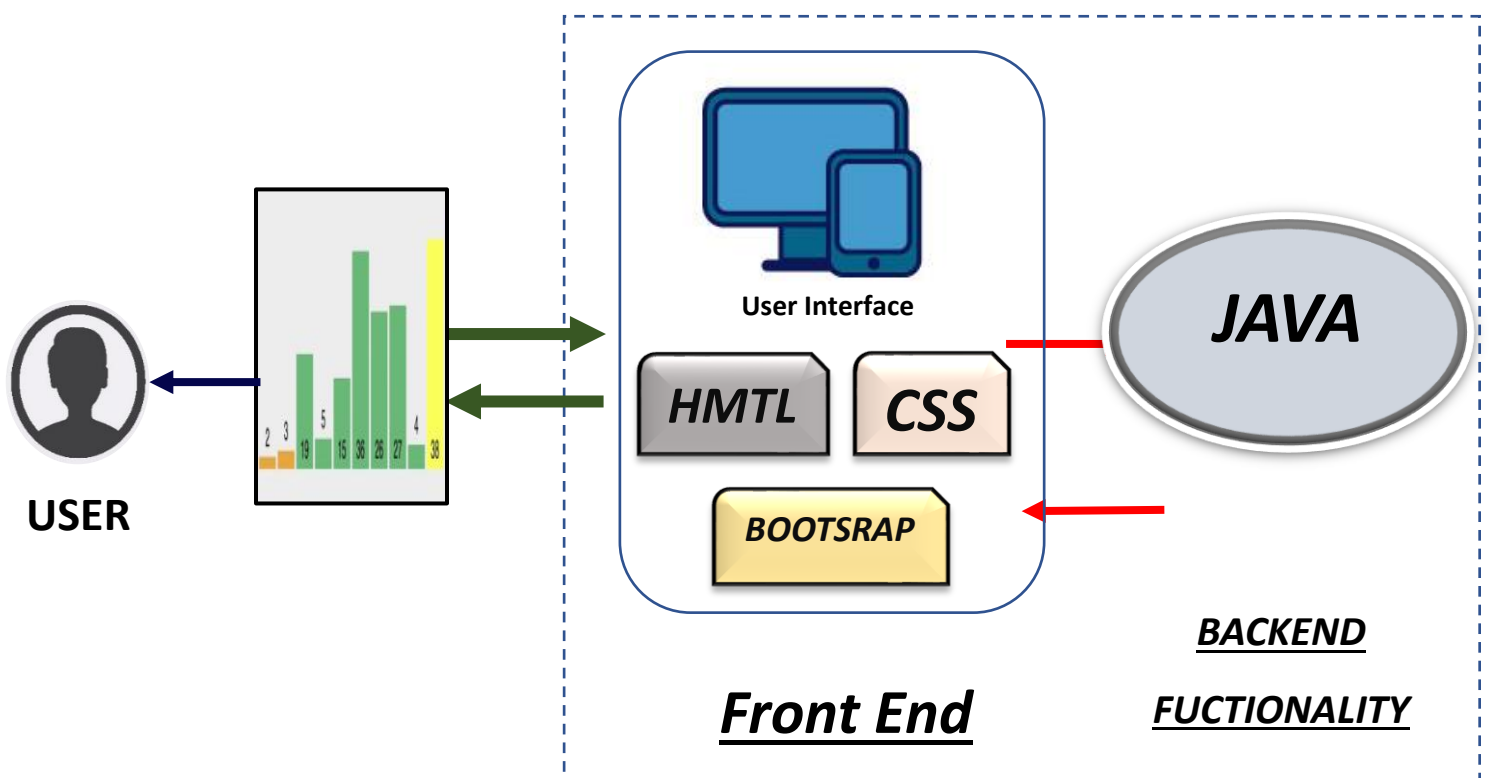 USER
2
3
19
5
15
36
26
27
4
38
User Interface
HMTL
CSS
BOOTSRAP
Front End
JAVA
BACKEND
FUCTIONALITY